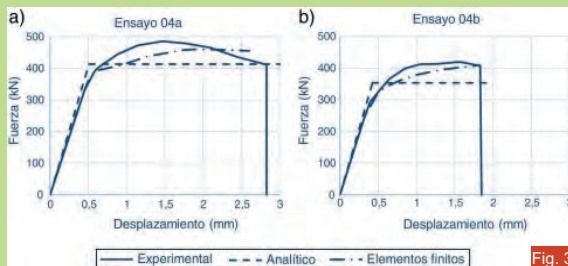 a)
Ensayo 04a
Fuerza (kN)
500
400
300
200
100
0
0 0,5 1 1,5 2 2,5 3
Desplazamiento (mm)
b)
Ensayo 04b
Fuerza (kN)
500
400
300
200
100
0
0 0,5 1 1,5 2 2,5 3
Desplazamiento (mm)
Experimental Analítico Elementos finitos
Fig. 3